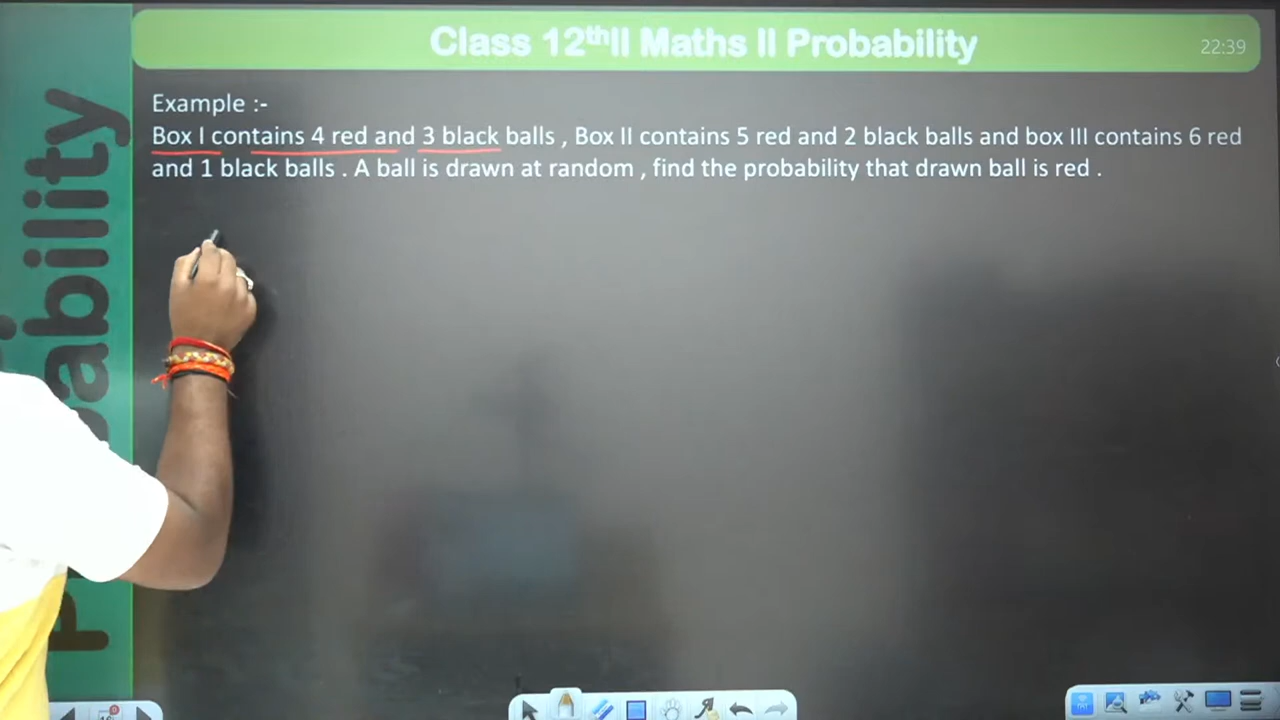 Class 12thII Maths II Probability
22:39
Example :-
Box I contains 4 red and 3 black balls , Box II contains 5 red and 2 black balls and box III contains 6 red
and 1 black balls . A ball is drawn at random , find the probability that drawn ball is red .